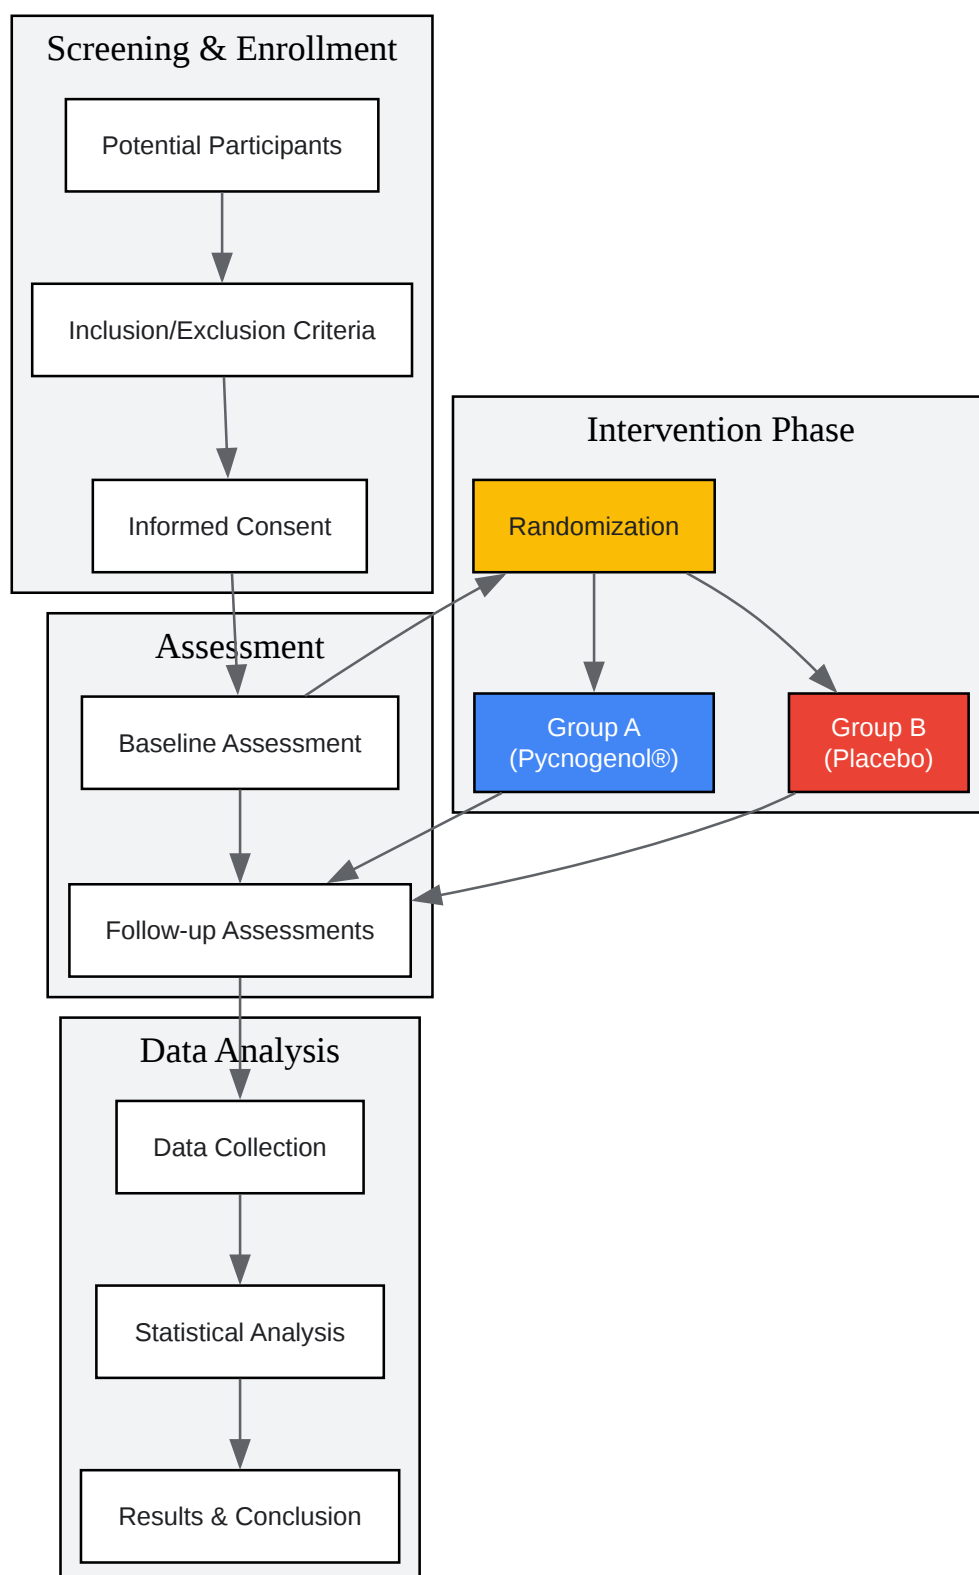 Screening & Enrollment
Potential Participants
Inclusion/Exclusion Criteria
Informed Consent
Intervention Phase
Randomization
Group A
(Pycnogenol®)
Group B
(Placebo)
Assessment
Baseline Assessment
Follow-up Assessments
Data Analysis
Data Collection
Statistical Analysis
Results & Conclusion